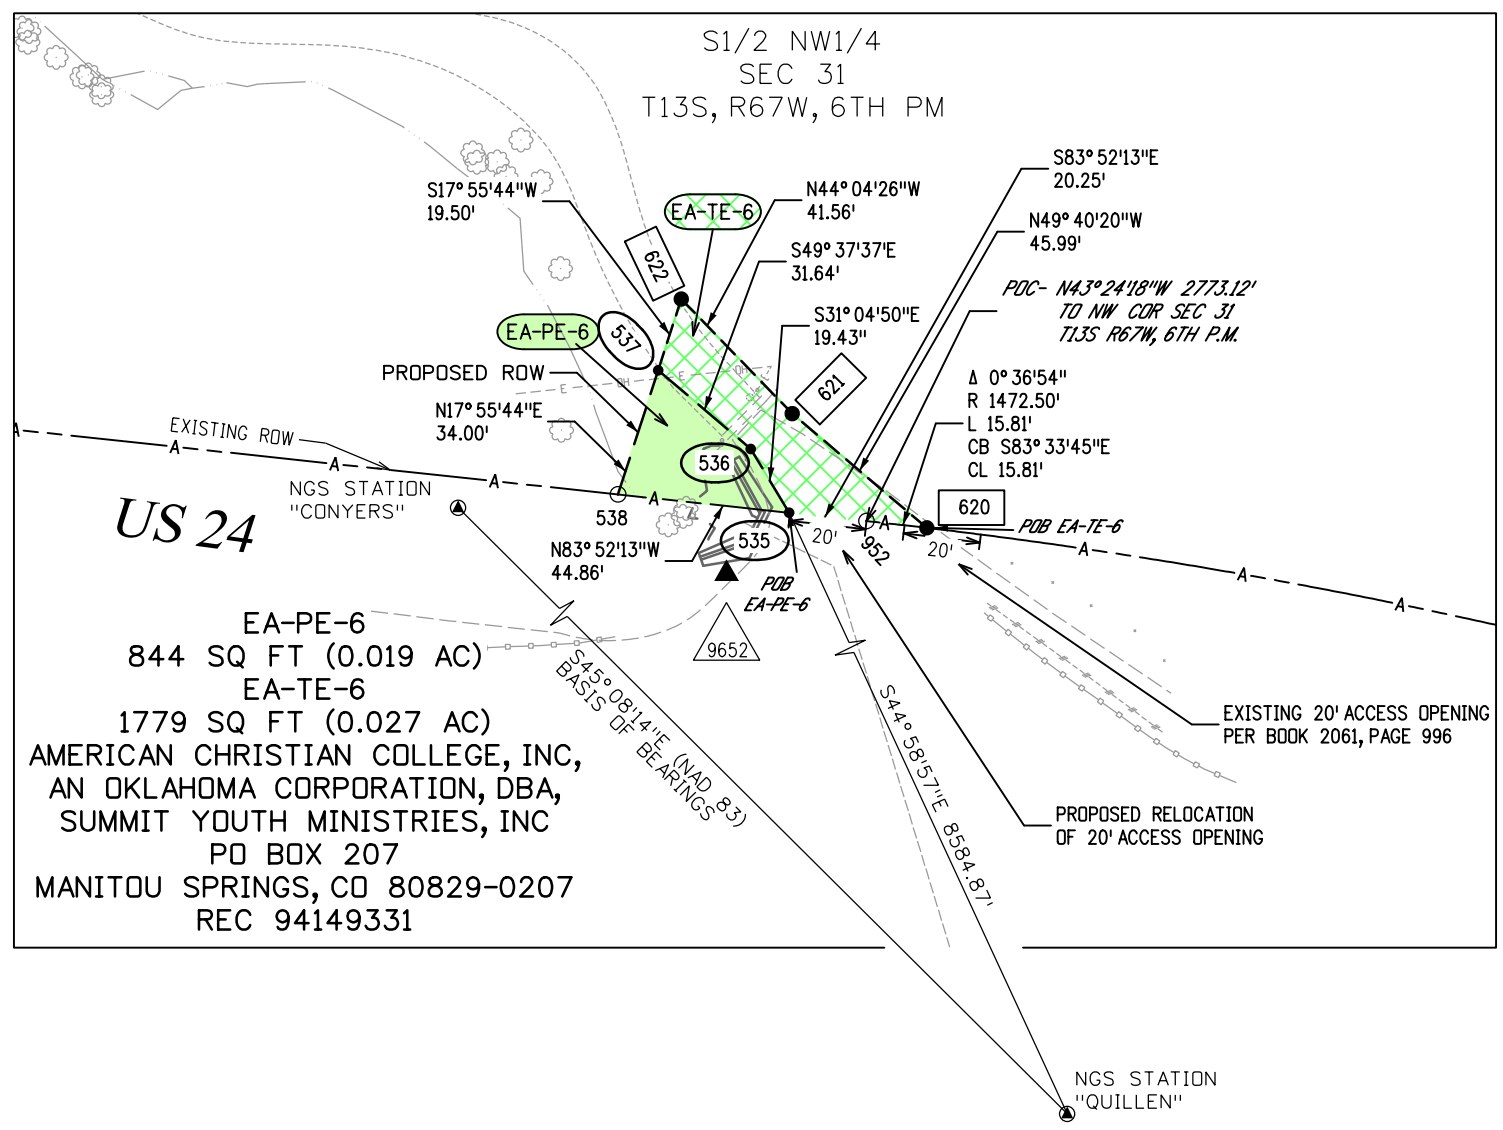 S1/2 NW1/4
SEC 31
T13S, R67W, 6TH PM
S17° 55'44"W
19.50'
EA-TE-6
N44° 04'26"W
41.56'
S83° 52'13"E
20.25'
N49° 40'20"W
45.99'
S49° 37'37"E
31.64'
622
POC- N43°24'18"W 2773.12'
TO NW COR SEC 31
T13S R67W, 6TH P.M.
S31° 04'50"E
19.43"
EA-PE-6
537
PROPOSED ROW
E
OH
E
OH
621
Δ 0° 36'54"
R 1472.50'
L 15.81'
CB S83° 33'45"E
CL 15.81'
N17° 55'44"E
34.00'
EXISTING ROW
A
A
A
A
A
A
A
A
A
536
NGS STATION
"CONYERS"
US 24
538
620
POB EA-TE-6
535
20'
952
20'
N83° 52'13"W
44.86'
POB
EA-PE-6
9652
EA-PE-6
844 SQ FT (0.019 AC)
EA-TE-6
1779 SQ FT (0.027 AC)
AMERICAN CHRISTIAN COLLEGE, INC,
AN OKLAHOMA CORPORATION, DBA,
SUMMIT YOUTH MINISTRIES, INC
PO BOX 207
MANITOU SPRINGS, CO 80829-0207
REC 94149331
S45° 08'14"E (NAD 83)
BASIS OF BEARINGS
S44° 58'57"E 8584.87'
EXISTING 20' ACCESS OPENING
PER BOOK 2061, PAGE 996
PROPOSED RELOCATION
OF 20' ACCESS OPENING
NGS STATION
"QUILLEN"